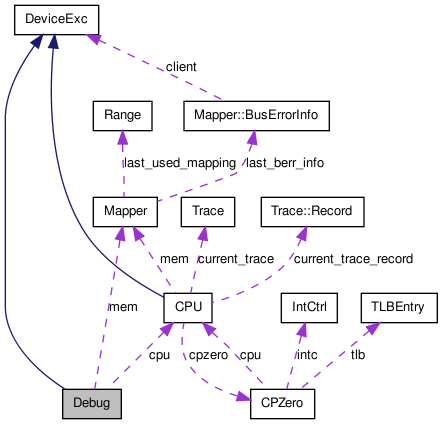 DeviceExc
client
Range
Mapper::BusErrorInfo
last_used_mapping
last_berr_info
Mapper
Trace
Trace::Record
mem
current_trace
current_trace_record
mem
CPU
IntCtrl
TLBEntry
cpu
cpzero
cpu
intc
tlb
Debug
CPZero